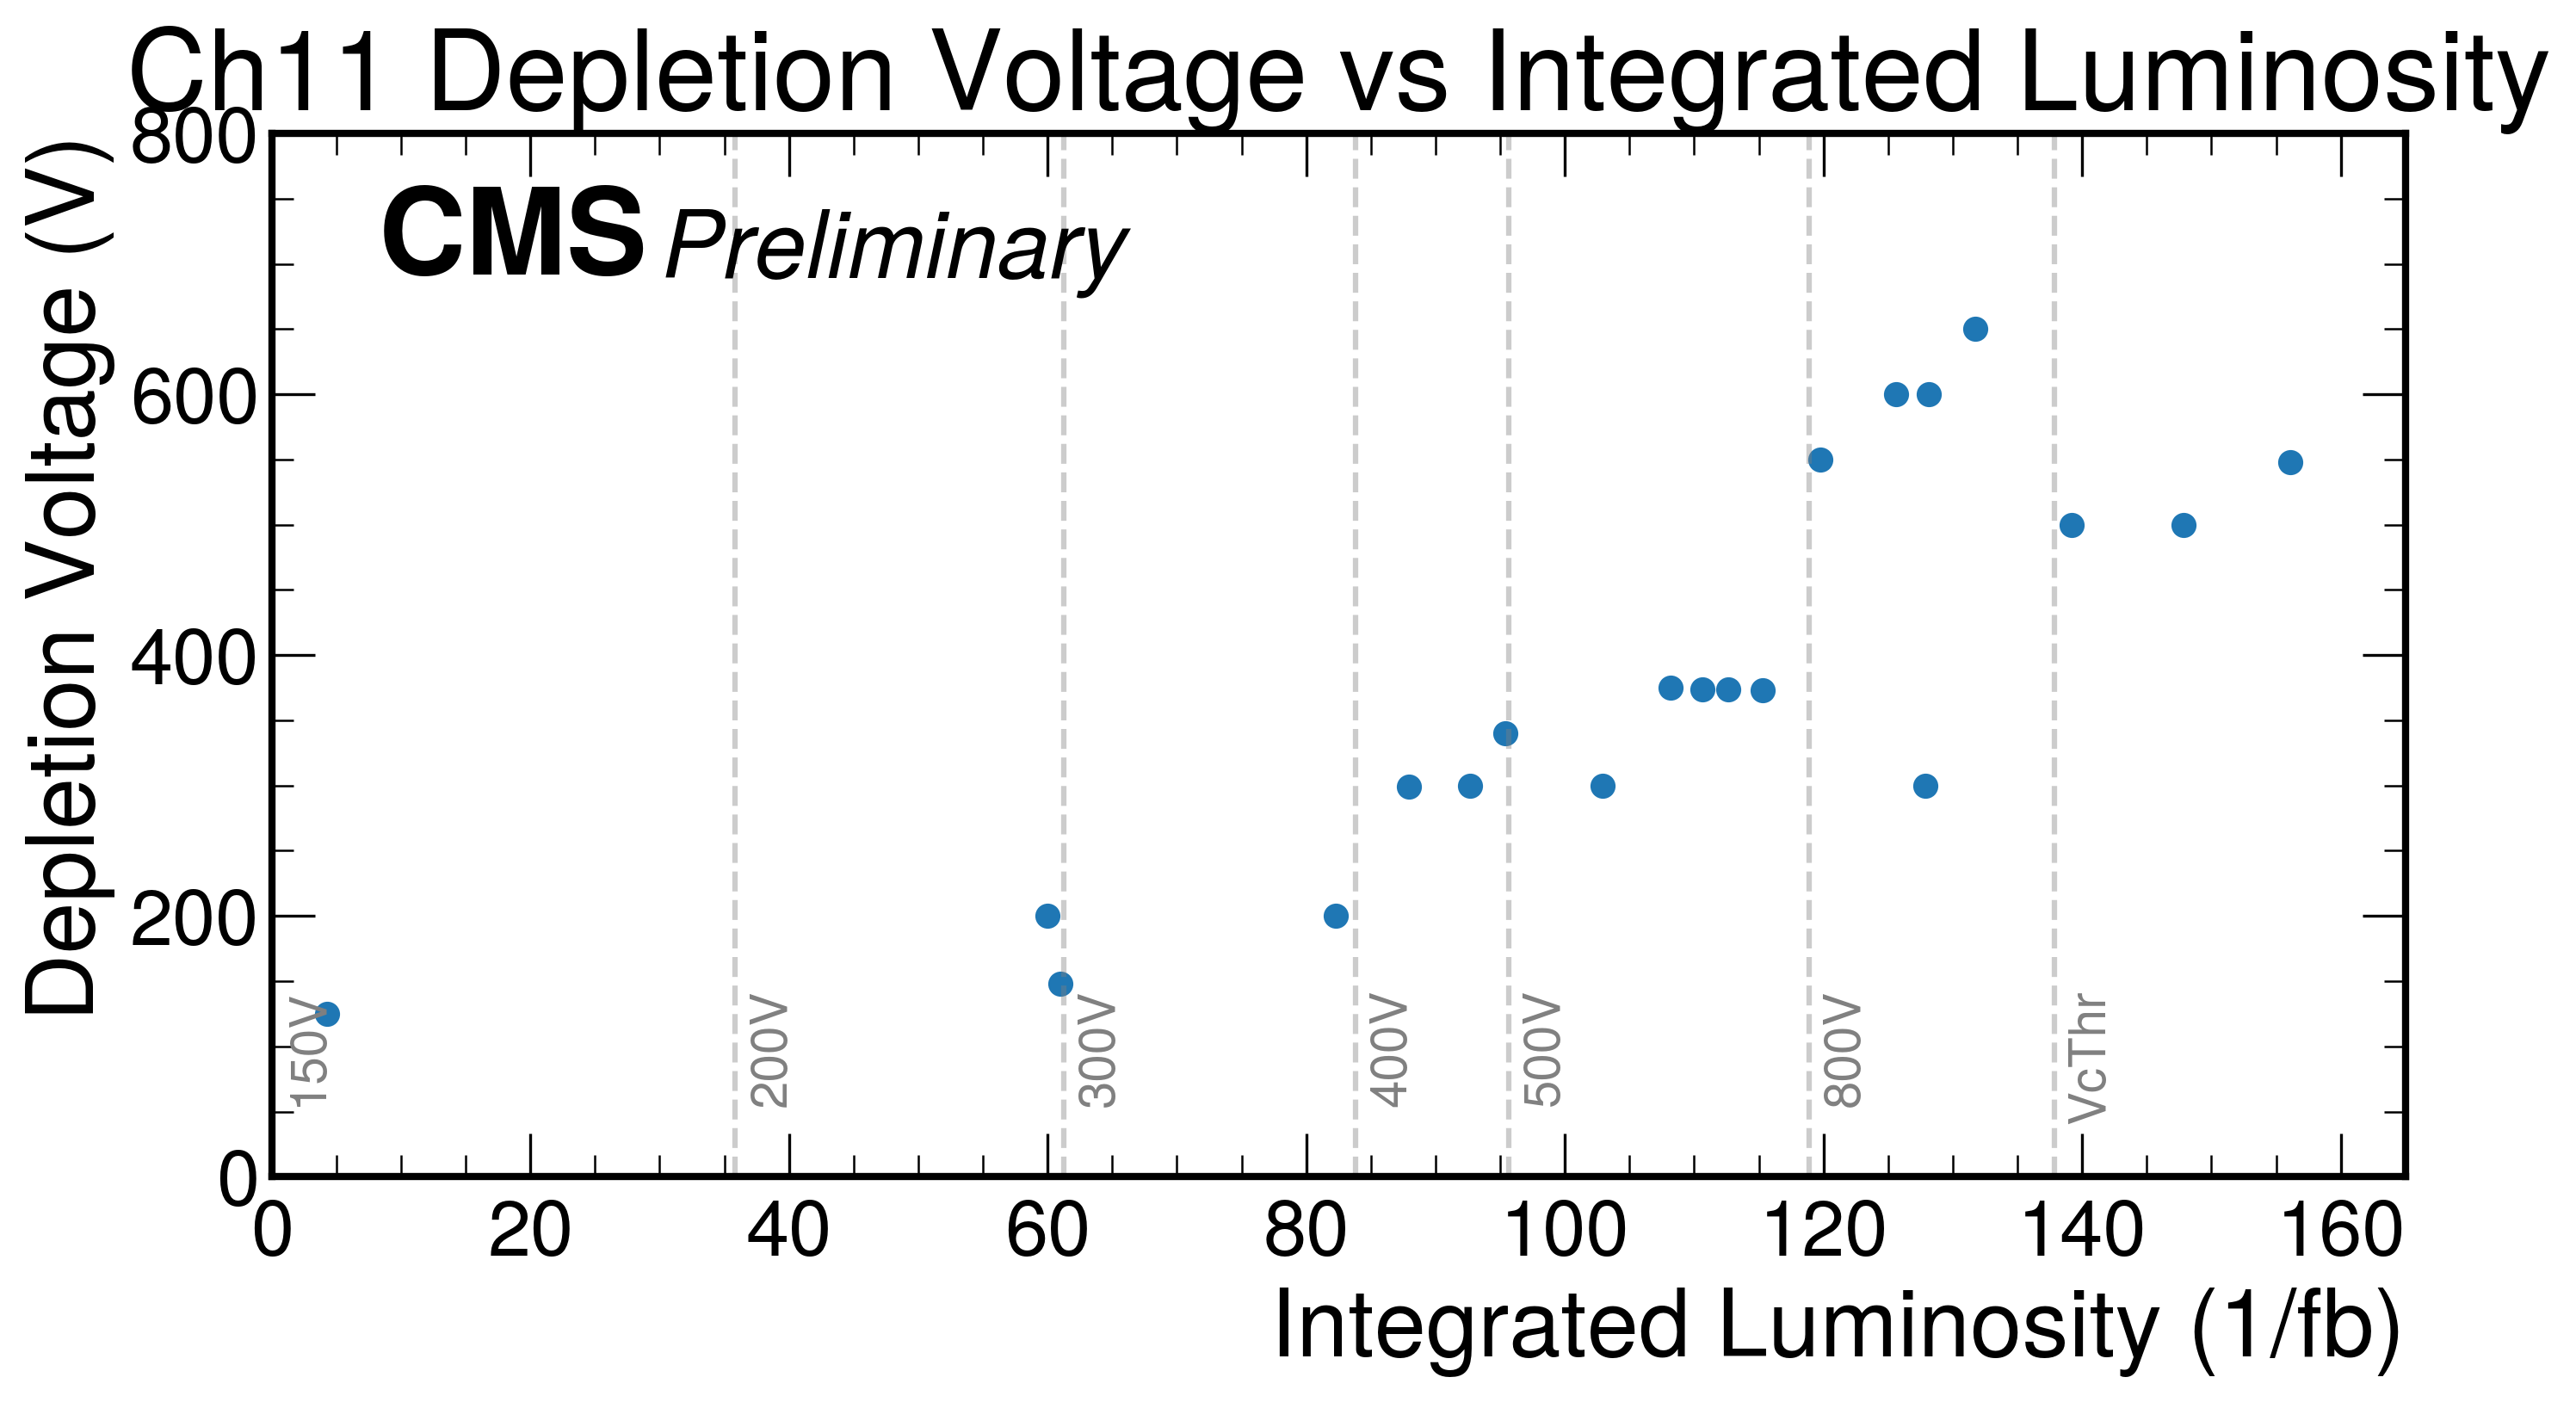 Ch11 Depletion Voltage vs Integrated Luminosity
CMS Preliminary
Depletion Voltage (V)
800
600
400
200
0
150V
200V
300V
400V
500V
800V
VcThr
0 20 40 60 80 100 120 140 160
Integrated Luminosity (1/fb)